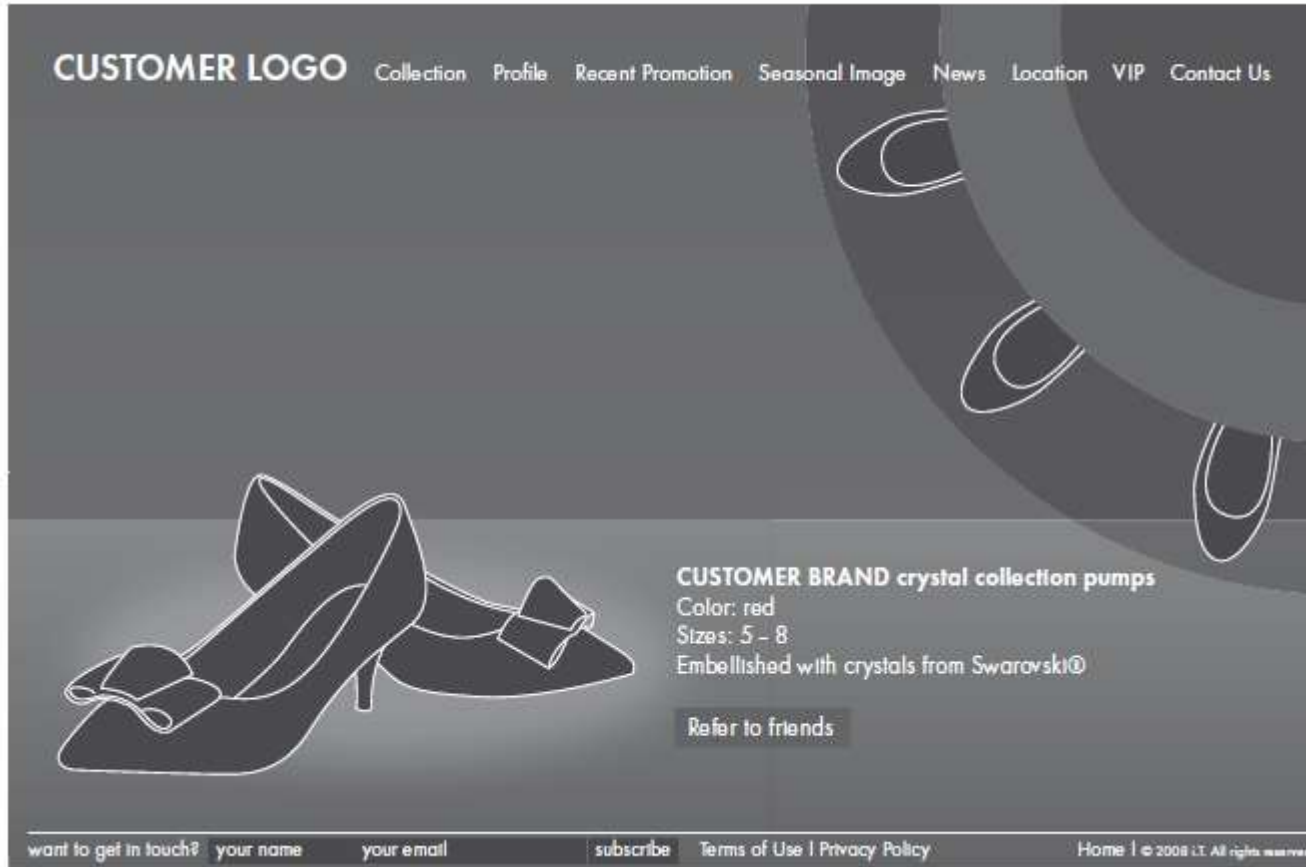 CUSTOMER LOGO Collection Profile Recent Promotion Seasonal Image News Location VIP Contact Us
CUSTOMER BRAND crystal collection pumps
Color: red
Sizes: 5 – 8
Embellished with crystals from Swarovski®
Refer to friends
want to get in touch? your name your email subscribe Terms of Use | Privacy Policy Home | © 2008 i.T. All rights reserved